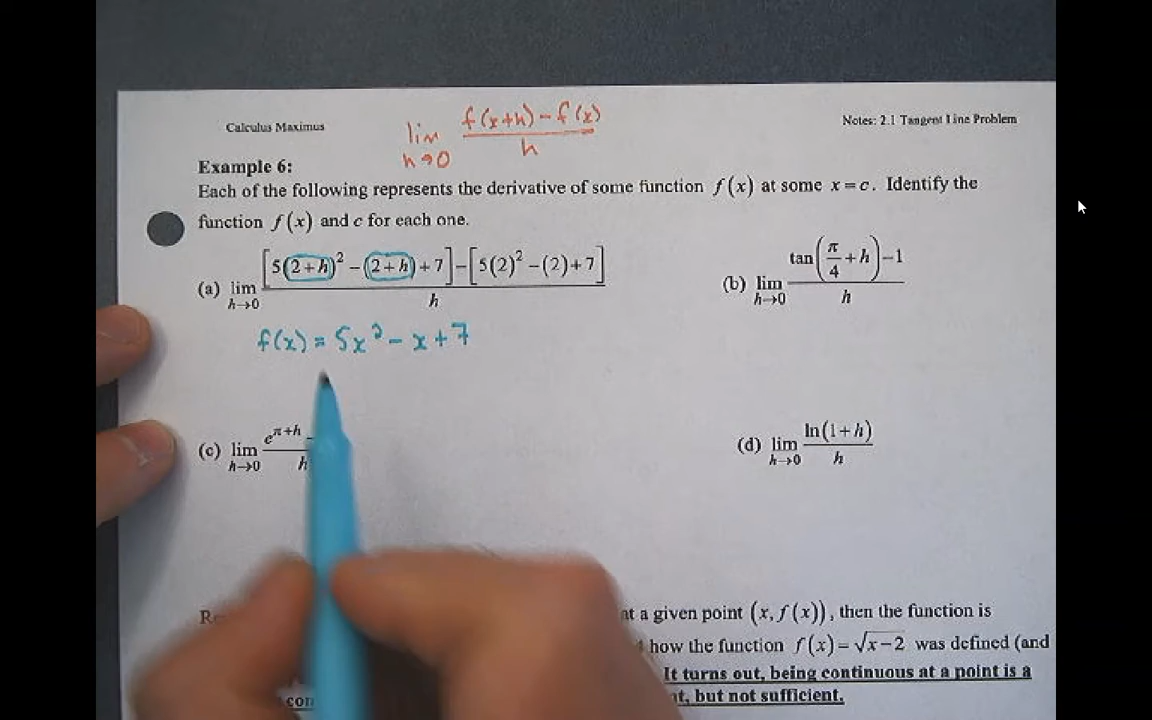 Calculus Maximus
lim h→0 f(x+h) - f(x) / h
Notes: 2.1 Tangent Line Problem
Example 6:
Each of the following represents the derivative of some function f(x) at some x = c. Identify the
function f(x) and c for each one.
(a) lim h→0 [5(2+h)² − (2+h) + 7] − [5(2)² − (2) + 7] / h
(b) lim h→0 tan(π/4 + h) − 1 / h
f(x) = 5x² - x + 7
(c) lim h→0 e^(π+h) − / h
(d) lim h→0 ln(1+h) / h
at a given point (x, f(x)), then the function is
how the function f(x) = √(x−2) was defined (and
It turns out, being continuous at a point is a
con
, but not sufficient.